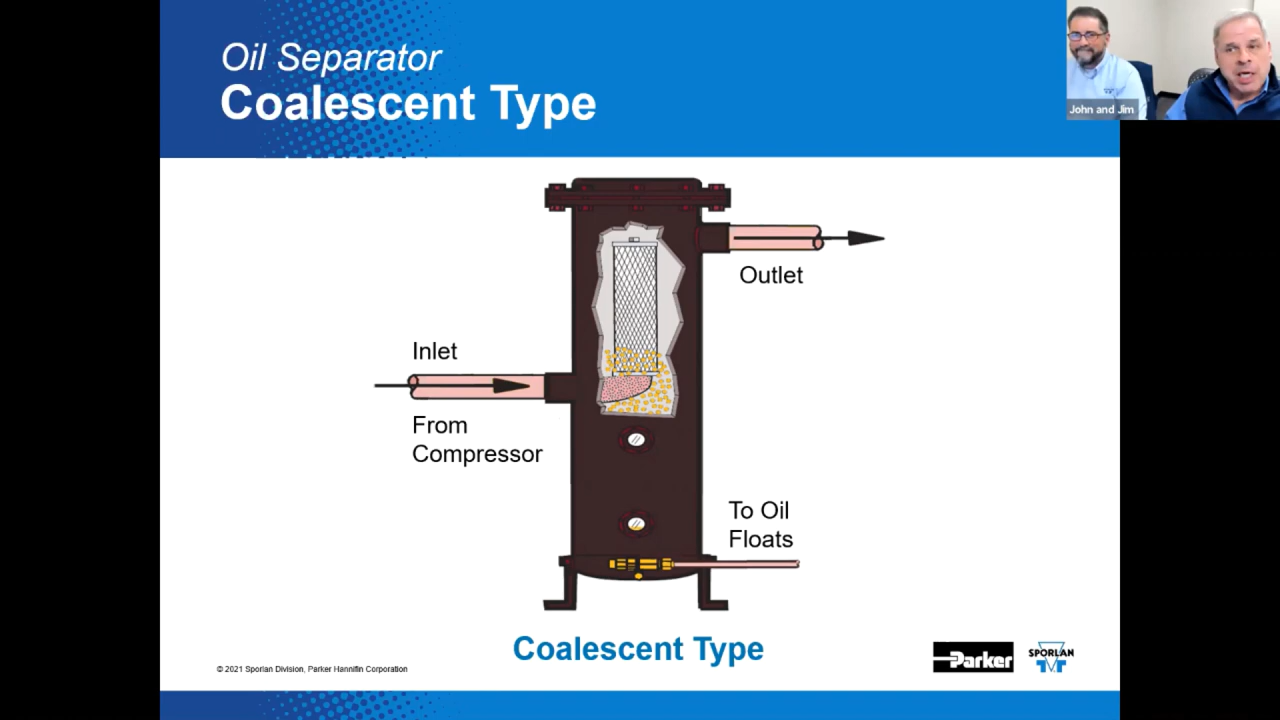 Oil Separator
Coalescent Type
John and Jim
Outlet
Inlet
From
Compressor
To Oil
Floats
Coalescent Type
© 2021 Sporlan Division, Parker Hannifin Corporation
Parker
SPORLAN